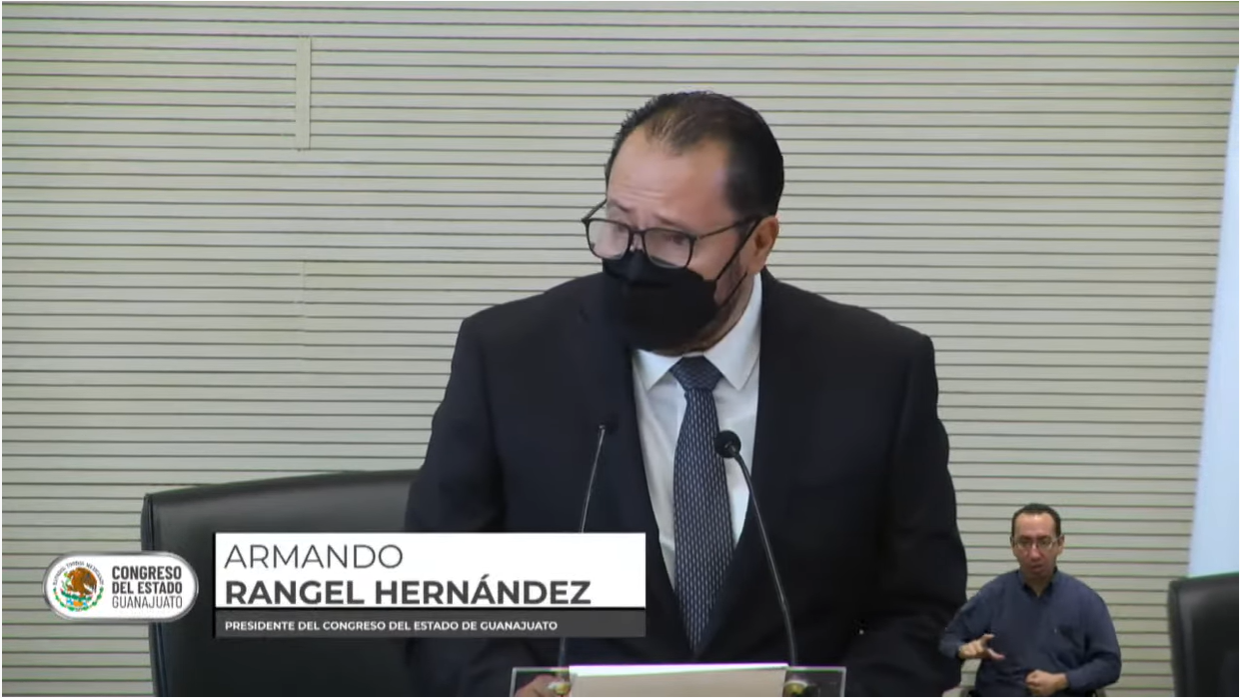 ARMANDO
RANGEL HERNÁNDEZ
PRESIDENTE DEL CONGRESO DEL ESTADO DE GUANAJUATO
CONGRESO
DEL ESTADO
GUANAJUATO